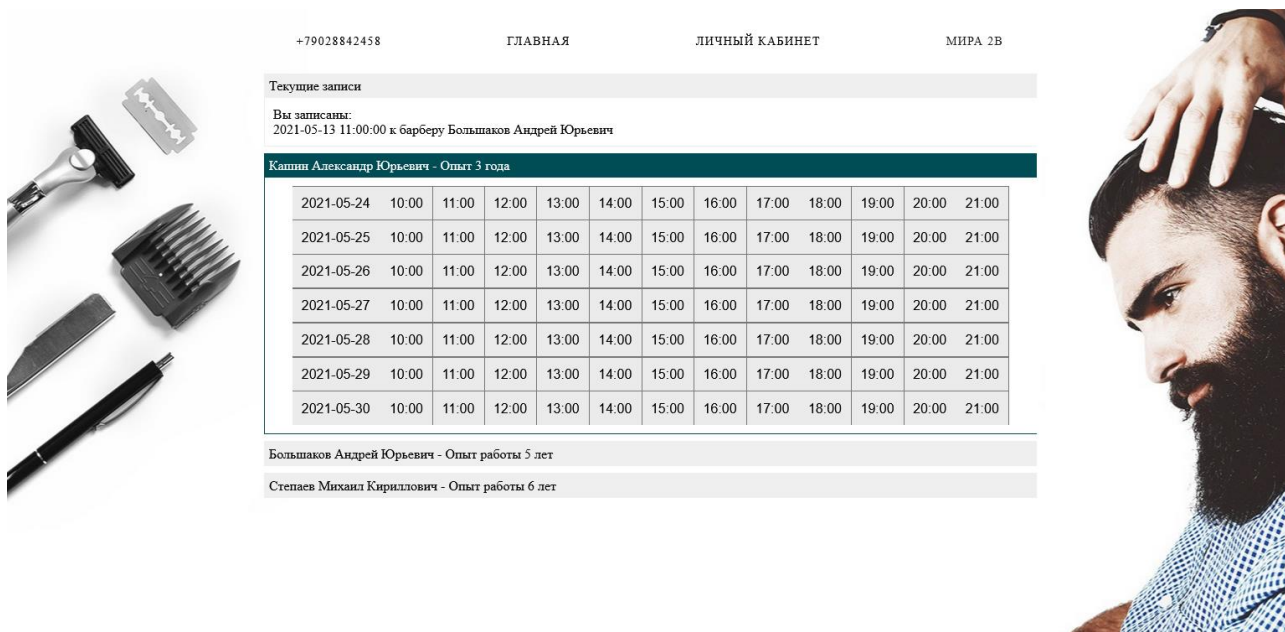 +79028842458 ГЛАВНАЯ ЛИЧНЫЙ КАБИНЕТ МИРА 2В
Текущие записи
Вы записаны:
2021-05-13 11:00:00 к барберу Большаков Андрей Юрьевич
Кашин Александр Юрьевич - Опыт 3 года
2021-05-24 10:00 11:00 12:00 13:00 14:00 15:00 16:00 17:00 18:00 19:00 20:00 21:00
2021-05-25 10:00 11:00 12:00 13:00 14:00 15:00 16:00 17:00 18:00 19:00 20:00 21:00
2021-05-26 10:00 11:00 12:00 13:00 14:00 15:00 16:00 17:00 18:00 19:00 20:00 21:00
2021-05-27 10:00 11:00 12:00 13:00 14:00 15:00 16:00 17:00 18:00 19:00 20:00 21:00
2021-05-28 10:00 11:00 12:00 13:00 14:00 15:00 16:00 17:00 18:00 19:00 20:00 21:00
2021-05-29 10:00 11:00 12:00 13:00 14:00 15:00 16:00 17:00 18:00 19:00 20:00 21:00
2021-05-30 10:00 11:00 12:00 13:00 14:00 15:00 16:00 17:00 18:00 19:00 20:00 21:00
Большаков Андрей Юрьевич - Опыт работы 5 лет
Степаев Михаил Кириллович - Опыт работы 6 лет